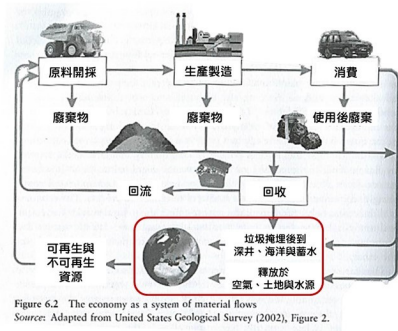 原料開採
生產製造
消費
廢棄物
廢棄物
使用後廢棄
回流
回收
可再生與
不可再生
資源
垃圾掩埋後到
深井、海洋與蓄水
釋放於
空氣、土地與水源
Figure 6.2 The economy as a system of material flows
Source: Adapted from United States Geological Survey (2002), Figure 2.